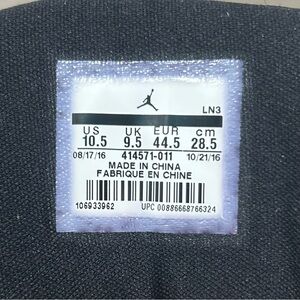 LN3
US UK EUR cm
10.5 9.5 44.5 28.5
08/17/16 414571-011 10/21/16
MADE IN CHINA
FABRIQUE EN CHINE
106933962 UPC 00886668766324